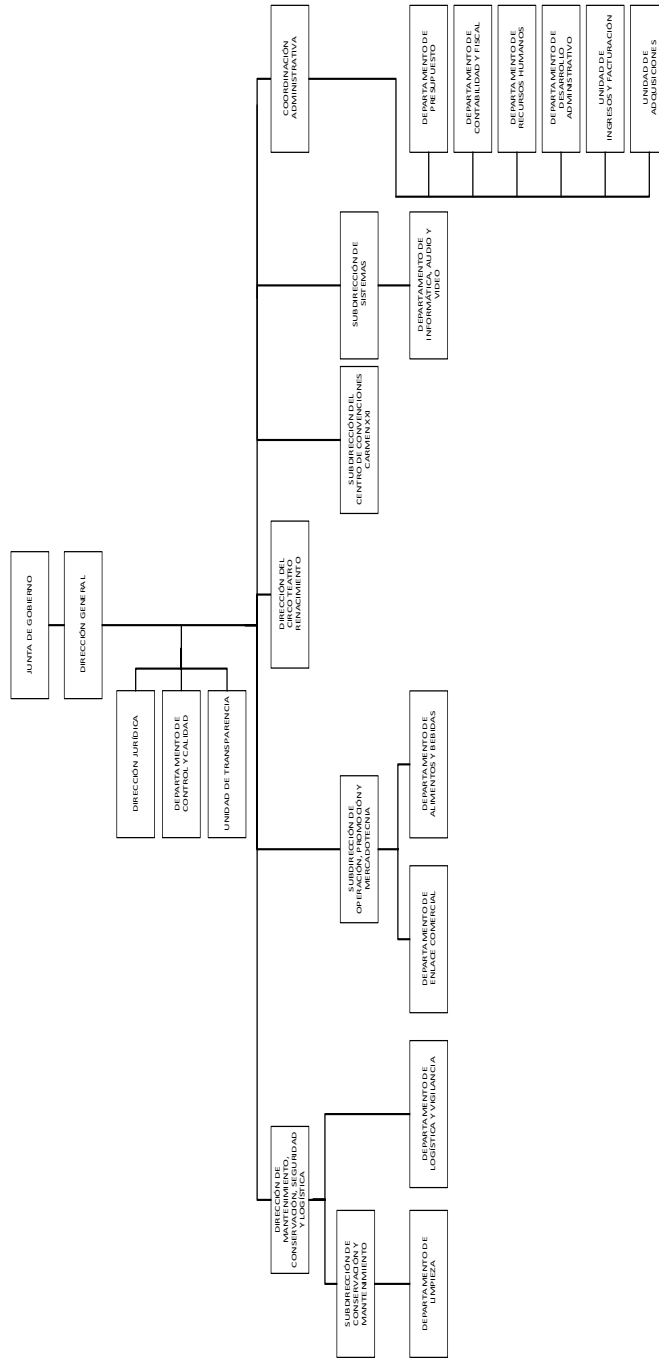 JUNTA DE GOBIERNO
DIRECCIÓN GENERAL
DIRECCIÓN JURÍDICA
DEPARTAMENTO DE
CONTROL Y CALIDAD
UNIDAD DE TRANSPARENCIA
DIRECCIÓN DE
MANTENIMIENTO,
CONSERVACIÓN, SEGURIDAD
Y LOGÍSTICA
DIRECCIÓN DEL
CIRCO TEATRO
RENACIMIENTO
COORDINACIÓN
ADMINISTRATIVA
SUBDIRECCIÓN DE
CONSERVACIÓN Y
MANTENIMIENTO
SUBDIRECCIÓN DE
OPERACIÓN, PROMOCIÓN Y
MERCADOTECNIA
SUBDIRECCIÓN DEL
CENTRO DE CONVENCIONES
CARMEN XXI
SUBDIRECCIÓN DE
SISTEMAS
DEPARTAMENTO DE
LIMPIEZA
DEPARTAMENTO DE
LOGÍSTICA Y VIGILANCIA
DEPARTAMENTO DE
ENLACE COMERCIAL
DEPARTAMENTO DE
ALIMENTOS Y BEBIDAS
DEPARTAMENTO DE
INFORMÁTICA, AUDIO Y
VIDEO
DEPARTAMENTO DE
PRESUPUESTO
DEPARTAMENTO DE
CONTABILIDAD Y FISCAL
DEPARTAMENTO DE
RECURSOS HUMANOS
DEPARTAMENTO DE
DESARROLLO
ADMINISTRATIVO
UNIDAD DE
INGRESOS Y FACTURACIÓN
UNIDAD DE
ADQUISICIONES